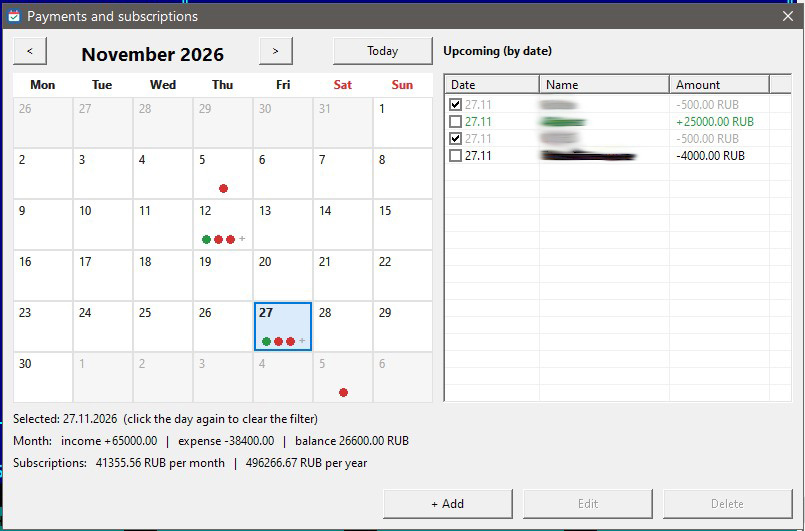 Payments and subscriptions
< November 2026 > Today
Mon Tue Wed Thu Fri Sat Sun
26 27 28 29 30 31 1
2 3 4 5 6 7 8
9 10 11 12 13 14 15
+
16 17 18 19 20 21 22
23 24 25 26 27 28 29
+
30 1 2 3 4 5 6
Upcoming (by date)
Date Name Amount
27.11 -500.00 RUB
27.11 +25000.00 RUB
27.11 -500.00 RUB
27.11 -4000.00 RUB
Selected: 27.11.2026 (click the day again to clear the filter)
Month: income +65000.00 | expense -38400.00 | balance 26600.00 RUB
Subscriptions: 41355.56 RUB per month | 496266.67 RUB per year
+ Add Edit Delete